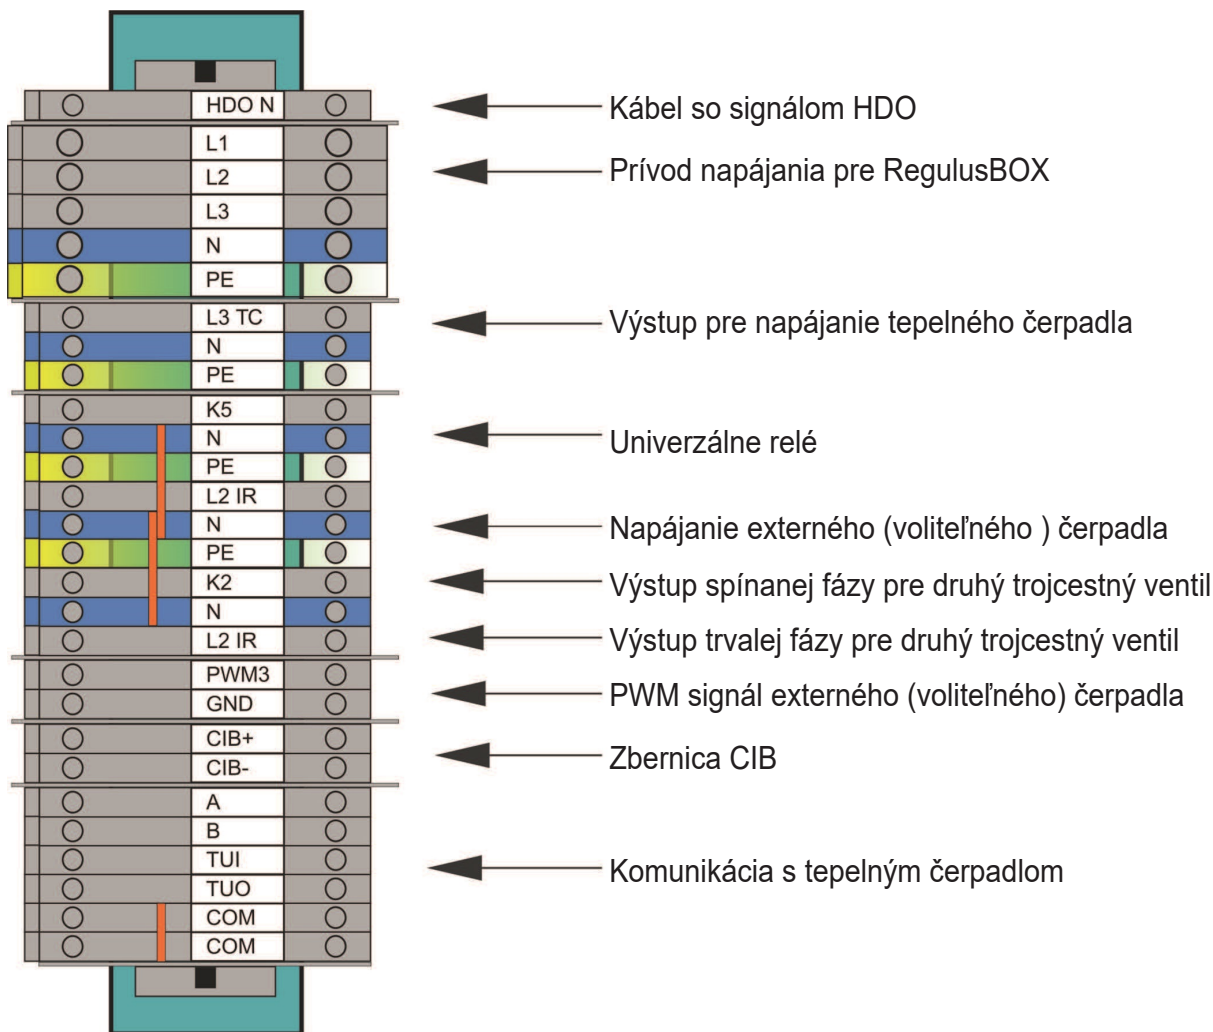 HDO N
Kábel so signálom HDO
L1
L2
Prívod napájania pre RegulusBOX
L3
N
PE
L3 TC
Výstup pre napájanie tepelného čerpadla
N
PE
K5
N
Univerzálne relé
PE
L2 IR
N
Napájanie externého (voliteľného ) čerpadla
PE
K2
Výstup spínanej fázy pre druhý trojcestný ventil
N
L2 IR
Výstup trvalej fázy pre druhý trojcestný ventil
PWM3
GND
PWM signál externého (voliteľného) čerpadla
CIB+
Zbernica CIB
CIB-
A
B
TUI
Komunikácia s tepelným čerpadlom
TUO
COM
COM